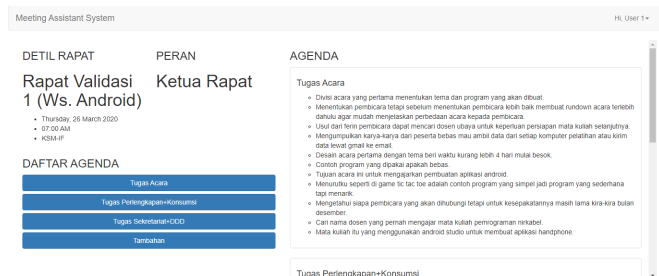 Meeting Assistant System
Hi, User 1
DETIL RAPAT
PERAN
Rapat Validasi
1 (Ws. Android)
Ketua Rapat
Thursday, 26 March 2020
07:00 AM
KSM-IF
DAFTAR AGENDA
Tugas Acara
Tugas Perlengkapan+Konsumsi
Tugas Sekretariat+DDD
Tambahan
AGENDA
Tugas Acara
Divisi acara yang pertama menentukan tema dan program yang akan dibuat.
Menentukan pembicara tetapi sebelum menentukan pembicara lebih baik membuat rundown acara terlebih
dahulu agar mudah menjelaskan perbedaan acara kepada pembicara.
Usul dari ferin pembicara dapat mencari dosen ubaya untuk keperluan persiapan mata kuliah selanjutnya.
Mengumpulkan karya-karya dari peserta bebas mau ambil data dari setiap komputer pelatihan atau kirim
data lewat gmail ke email.
Desain acara pertama dengan tema beri waktu kurang lebih 4 hari mulai besok.
Contoh program yang dipakai apakah bebas.
Tujuan acara ini untuk mengajarkan pembuatan aplikasi android.
Menurutku seperti di game tic tac toe adalah contoh program yang simpel jadi program yang sederhana
tapi menarik.
Mengetahui siapa pembicara yang akan dihubungi tetapi untuk kesepakatannya masih lama kira-kira bulan
desember.
Cari nama dosen yang pernah mengajar mata kuliah pemrograman nirkabel.
Mata kuliah itu yang menggunakan android studio untuk membuat aplikasi handphone.
Tugas Perlengkapan+Konsumsi